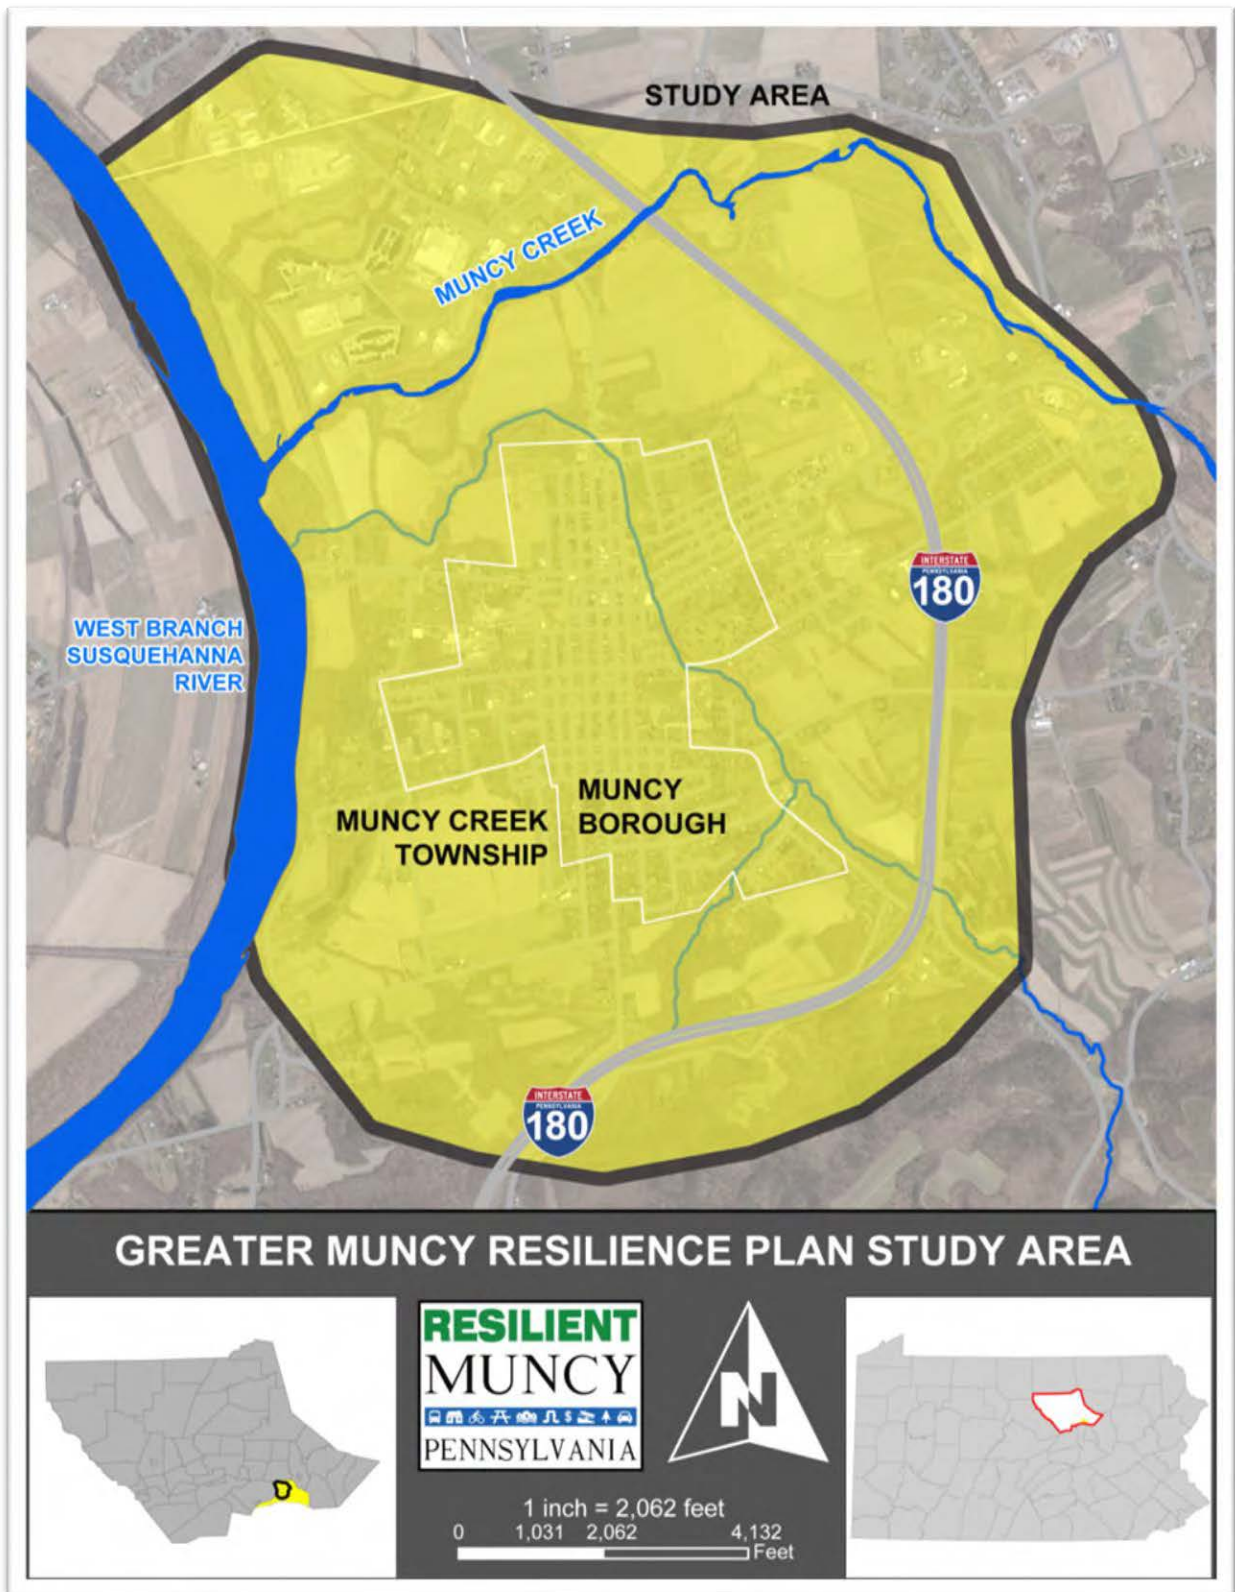 STUDY AREA
MUNCY CREEK
INTERSTATE
PENNSYLVANIA
180
WEST BRANCH
SUSQUEHANNA
RIVER
MUNCY
BOROUGH
MUNCY CREEK
TOWNSHIP
INTERSTATE
PENNSYLVANIA
180
GREATER MUNCY RESILIENCE PLAN STUDY AREA
RESILIENT
MUNCY
PENNSYLVANIA
N
1 inch = 2,062 feet
0 1,031 2,062 4,132
Feet